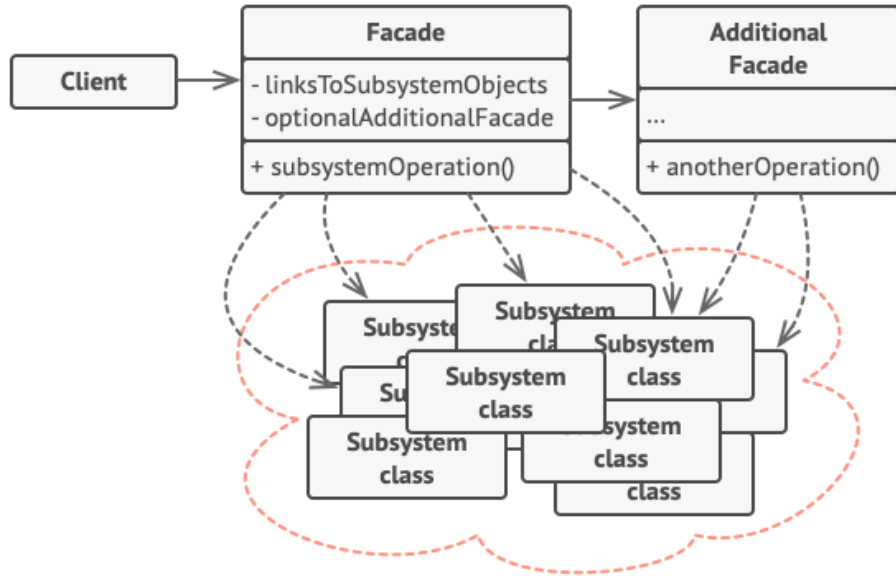 Client
Facade
- linksToSubsystemObjects
- optionalAdditionalFacade
+ subsystemOperation()
Additional
Facade
...
+ anotherOperation()
Subsystem
class
Subsystem
class
Subsystem
class
Subsystem
class
Subsystem
class
class